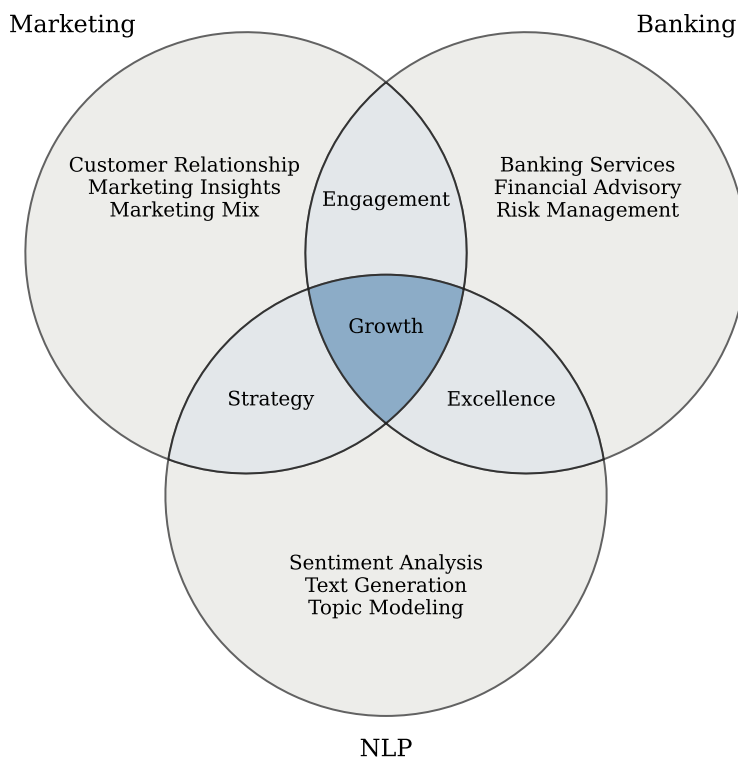 Marketing
Banking
Customer Relationship
Marketing Insights
Marketing Mix
Engagement
Banking Services
Financial Advisory
Risk Management
Growth
Strategy
Excellence
Sentiment Analysis
Text Generation
Topic Modeling
NLP